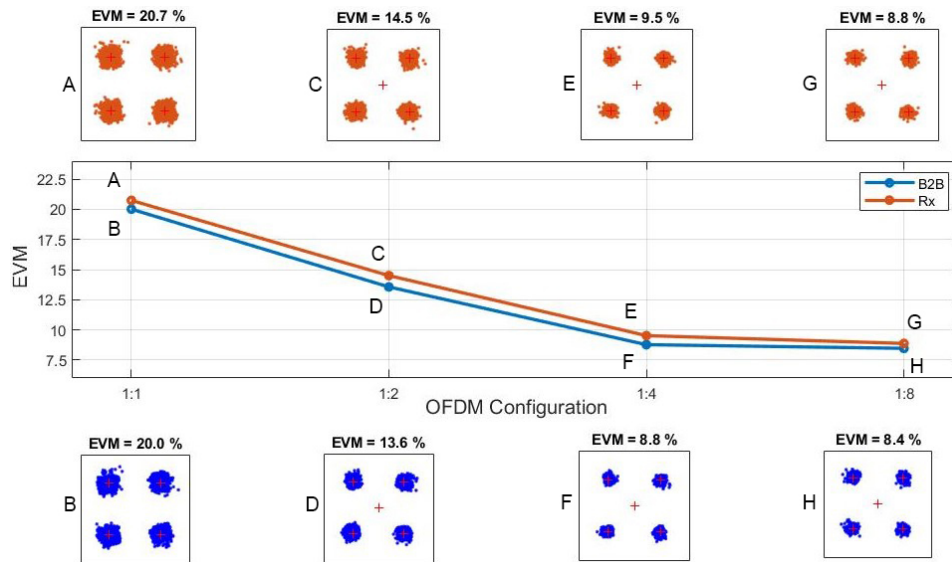 EVM = 20.7 %
EVM = 14.5 %
EVM = 9.5 %
EVM = 8.8 %
A
C
E
G
22.5
20
17.5
15
12.5
10
7.5
EVM
A
B
C
D
E
F
G
H
B2B
Rx
1:1
1:2
1:4
1:8
OFDM Configuration
EVM = 20.0 %
EVM = 13.6 %
EVM = 8.8 %
EVM = 8.4 %
B
D
F
H